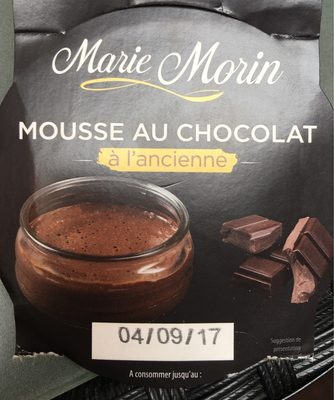 Marie Morin
MOUSSE AU CHOCOLAT
à l'ancienne
Suggestion de
présentation
04/09/17
A consommer jusqu'au :